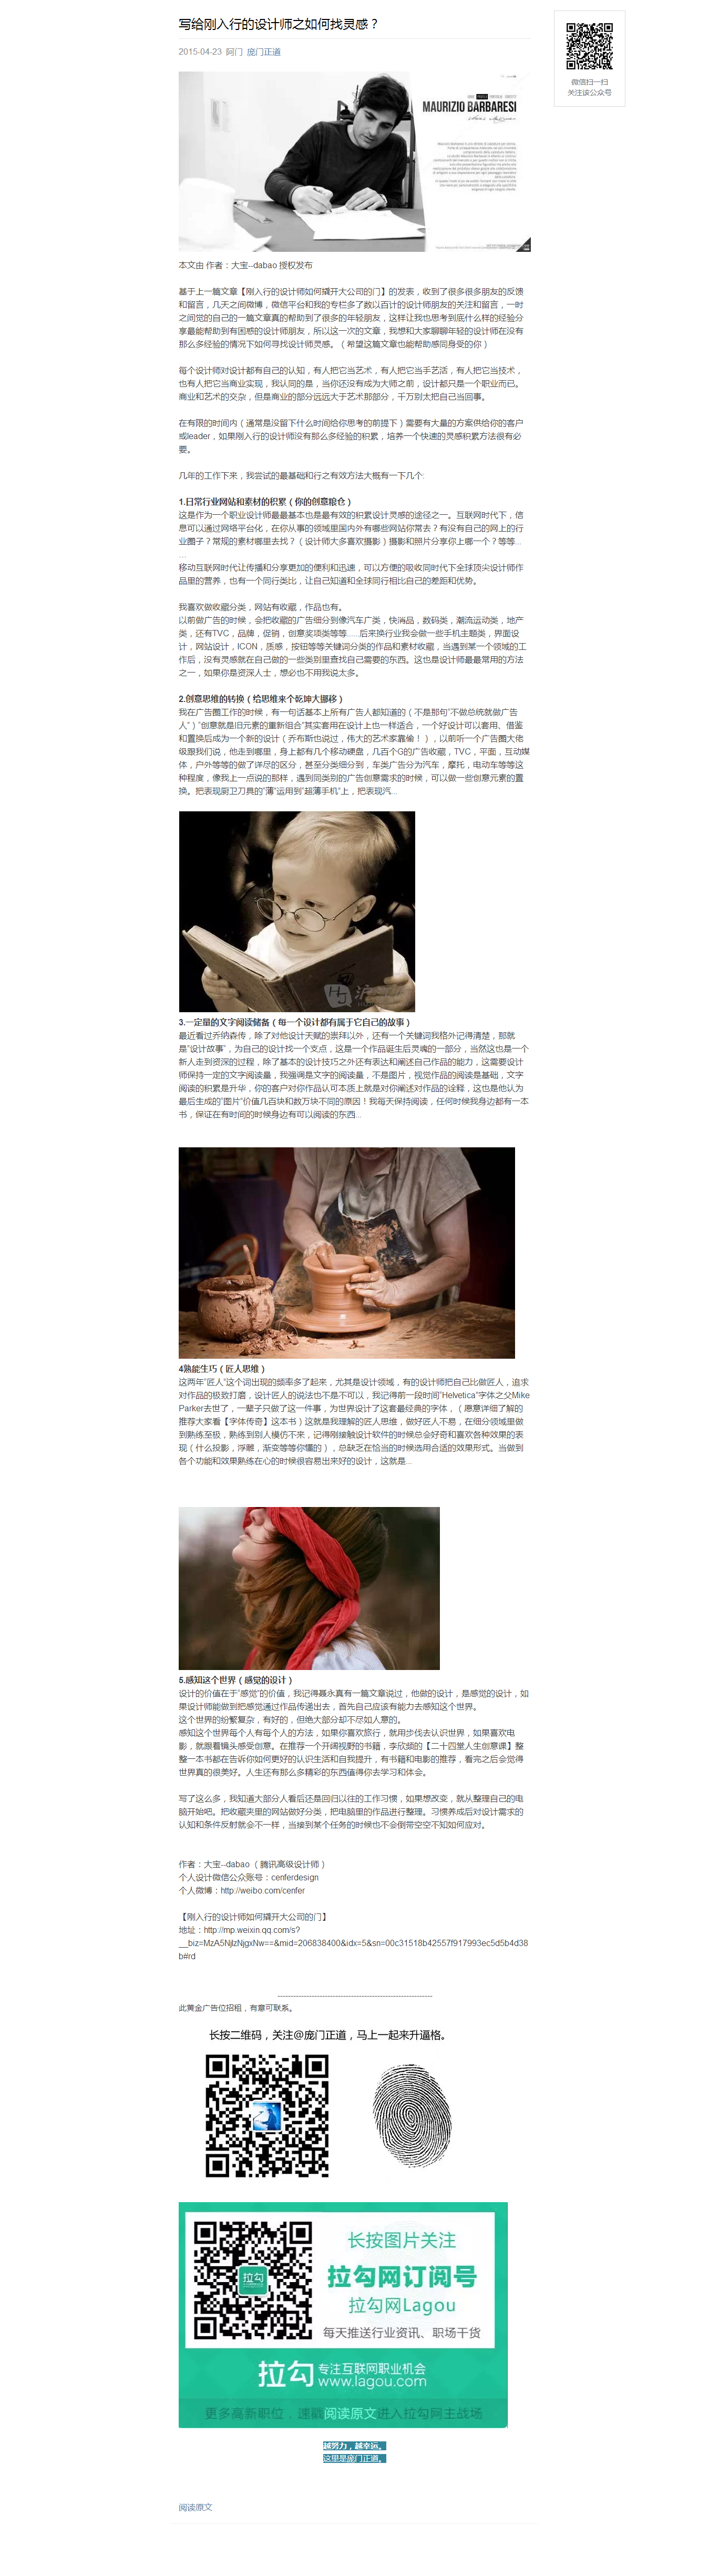 写给刚入行的设计师之如何找灵感？
微信扫一扫
关注该公众号
2015-04-23 阿门 庞门正道
MAURIZIO BARBARESI
本文由 作者：大宝--dabao 授权发布
基于上一篇文章【刚入行的设计师如何撬开大公司的门】的发表，收到了很多很多朋友的反馈
和留言，几天之间微博，微信平台和我的专栏多了数以百计的设计师朋友的关注和留言，一时
之间觉的自己的一篇文章真的帮助到了很多的年轻朋友，这样让我也思考到底什么样的经验分
享最能帮助到有困惑的设计师朋友，所以这一次的文章，我想和大家聊聊年轻的设计在没有
那么多经验的情况下如何寻找设计师灵感。（希望这篇文章也能帮助感同身受的你）
每个设计师对设计都有自己的认知，有人把它当艺术，有人把它当手艺活，有人把它当技术，
也有人把它当商业实现，我认同的是，当你还没有成为大师之前，设计都只是一个职业而已。
商业和艺术的交杂，但是商业的部分远远大于艺术那部分，千万别太把自己当回事。
在有限的时间内（通常是没留下什么时间给你思考的前提下）需要有大量的方案供给你的客户
或leader，如果刚入行的设计师没有那么多经验的积累，培养一个快速的灵感积累方法很有必
要。
几年的工作下来，我尝试的最基础和行之有效方法大概有一下几个:
1.日常行业网站和素材的积累（你的创意粮仓）
这是作为一个职业设计师最最基本也是最有效的积累设计灵感的途径之一。互联网时代下，信
息可以通过网络平台化，在你从事的领域里国内外有哪些网站你常去？有没有自己的网上的行
业圈子？常规的素材哪里去找？（设计师大多喜欢摄影）摄影和照片分享你上哪一个？等等...
...
移动互联网时代让传播和分享更加的便利和迅速，可以方便的吸收同时代下全球顶尖设计师作
品里的营养，也有一个同行类比，让自己知道和全球同行相比自己的差距和优势。
我喜欢做收藏分类，网站有收藏，作品也有。
以前做广告的时候，会把收藏的广告细分到像汽车广类，快消品，数码类，潮流运动类，地产
类，还有TVC，品牌，促销，创意奖项类等等......后来换行业我会做一些手机主题类，界面设
计，网站设计，ICON，质感，按钮等等关键词分类的作品和素材收藏，当遇到某一个领域的工
作后，没有灵感就在自己做的一些类别里查找自己需要的东西。这也是设计师最最常用的方法
之一，如果你是资深人士，想必也不用我说太多。
2.创意思维的转换（给思维来个乾坤大挪移）
我在广告圈工作的时候，有一句话基本上所有广告人都知道的（不是那句“不做总统就做广告
人”）“创意就是旧元素的重新组合”其实套用在设计上也一样适合，一个好设计可以套用、借鉴
和置换后成为一个新的设计（乔布斯也说过，伟大的艺术家靠偷！），以前听一个广告圈大佬
级跟我们说，他走到哪里，身上都有几个移动硬盘，几百个G的广告收藏，TVC，平面，互动媒
体，户外等等的做了详尽的区分，甚至分类细分到，车类广告分为汽车，摩托，电动车等等这
种程度，像我上一点说的那样，遇到同类别的广告创意需求的时候，可以做一些创意元素的置
换。把表现厨卫刀具的“薄”运用到“超薄手机”上，把表现汽...
3.一定量的文字阅读储备（每一个设计都有属于它自己的故事）
最近看过乔纳森传，除了对他设计天赋的崇拜以外，还有一个关键词我格外记得清楚，那就
是“设计故事”，为自己的设计找一个支点，这是一个作品诞生后灵魂的一部分，当然这也是一个
新人走到资深的过程，除了基本的设计技巧之外还有表达和阐述自己作品的能力，这需要设计
师保持一定的文字阅读量，我强调是文字的阅读量，不是图片，视觉作品的阅读是基础，文字
阅读的积累是升华，你的客户对你作品认可本质上就是对你阐述对作品的诠释，这也是他认为
最后生成的“图片”价值几百块和数万块不同的原因！我每天保持阅读，任何时候我身边都有一本
书，保证在有时间的时候身边有可以阅读的东西...
4熟能生巧（匠人思维）
这两年“匠人”这个词出现的频率多了起来，尤其是设计领域，有的设计师把自己比做匠人，追求
对作品的极致打磨，设计匠人的说法也不是不可以，我记得前一段时间“Helvetica”字体之父Mike
Parker去世了，一辈子只做了这一件事，为世界设计了这套最经典的字体，（愿意详细了解的
推荐大家看【字体传奇】这本书）这就是我理解的匠人思维，做好匠人不易，在细分领域里做
到熟练至极，熟练到别人模仿不来，记得刚接触设计软件的时候总会好奇和喜欢各种效果的表
现（什么投影，浮雕，渐变等等你懂的），总缺乏在恰当的时候选用合适的效果形式。当做到
各个功能和效果熟练在心的时候很容易出来好的设计，这就是...
5.感知这个世界（感觉的设计）
设计的价值在于“感觉”的价值，我记得聂永真有一篇文章说过，他做的设计，是感觉的设计，如
果设计师能做到把感觉通过作品传递出去，首先自己应该有能力去感知这个世界。
这个世界的纷繁复杂，有好的，但绝大部分却不尽如人意的。
感知这个世界每个人有每个人的方法，如果你喜欢旅行，就用步伐去认识世界，如果喜欢电
影，就跟着镜头感受创意。在推荐一个开阔视野的书籍，李欣频的【二十四堂人生创意课】整
整一本书都在告诉你如何更好的认识生活和自我提升，有书籍和电影的推荐，看完之后会觉得
世界真的很美好。人生还有那么多精彩的东西值得你去学习和体会。
写了这么多，我知道大部分人看后还是回归以往的工作习惯，如果想改变，就从整理自己的电
脑开始吧。把收藏夹里的网站做好分类，把电脑里的作品进行整理。习惯养成后对设计需求的
认知和条件反射就会不一样，当接到某个任务的时候也不会倒带空空不知如何应对。
作者：大宝--dabao （腾讯高级设计师）
个人设计微信公众账号：cenferdesign
个人微博：http://weibo.com/cenfer
【刚入行的设计师如何撬开大公司的门】
地址：http://mp.weixin.qq.com/s?
__biz=MzA5NjIzNjgxNw==&mid=206838400&idx=5&sn=00c31518b42557f917993ec5d5b4d38
b#rd
------------------------------------------------------------
此黄金广告位招租，有意可联系。
长按二维码，关注@庞门正道，马上一起来升逼格。
长按图片关注
拉勾网订阅号
拉勾
拉勾网Lagou
每天推送行业资讯、职场干货
拉勾 专注互联网职业机会
www.lagou.com
更多高新职位，速戳阅读原文进入拉勾网主战场
越努力，越幸运。
这里是庞门正道。
阅读原文